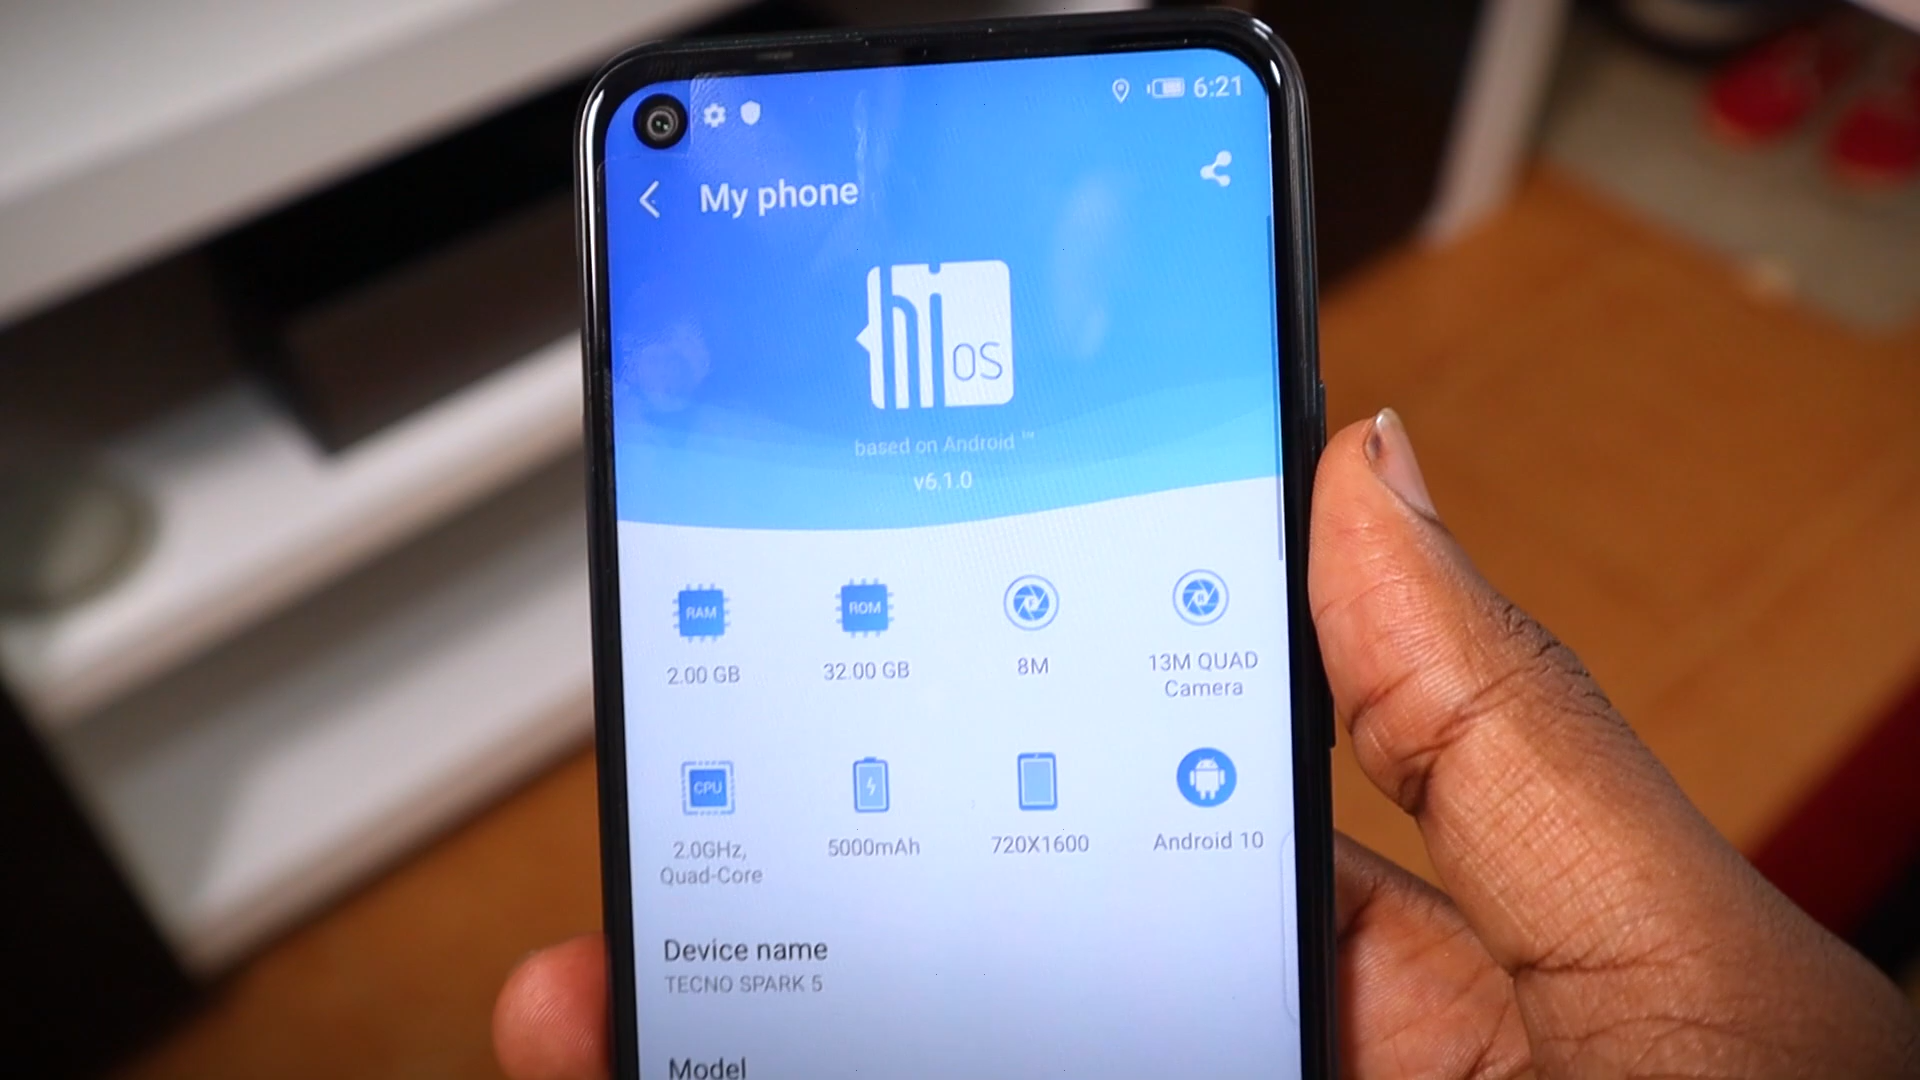 6:21
My phone
hi
OS
based on Android ™
v6.1.0
RAM
ROM
2.00 GB
32.00 GB
8M
13M QUAD
Camera
CPU
2.0GHz,
Quad-Core
5000mAh
720X1600
Android 10
Device name
TECNO SPARK 5
Model